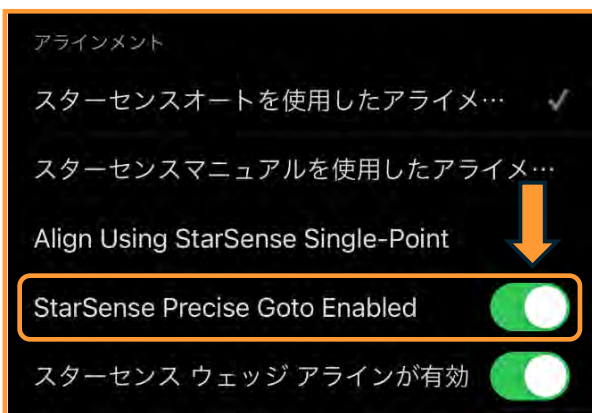 アラインメント
スターセンスオートを使用したアライメ…
スターセンスマニュアルを使用したアライメ…
Align Using StarSense Single-Point
StarSense Precise Goto Enabled
スターセンス ウェッジ アラインが有効